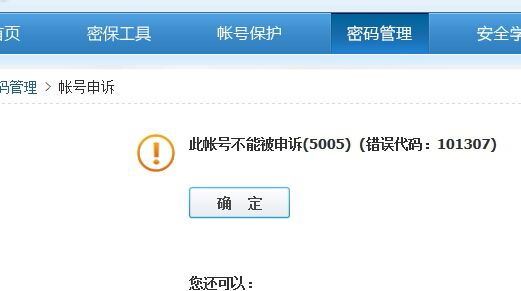 首页 密保工具 帐号保护 密码管理 安全学
码管理 > 帐号申诉
此帐号不能被申诉(5005) (错误代码：101307)
确 定
您还可以：